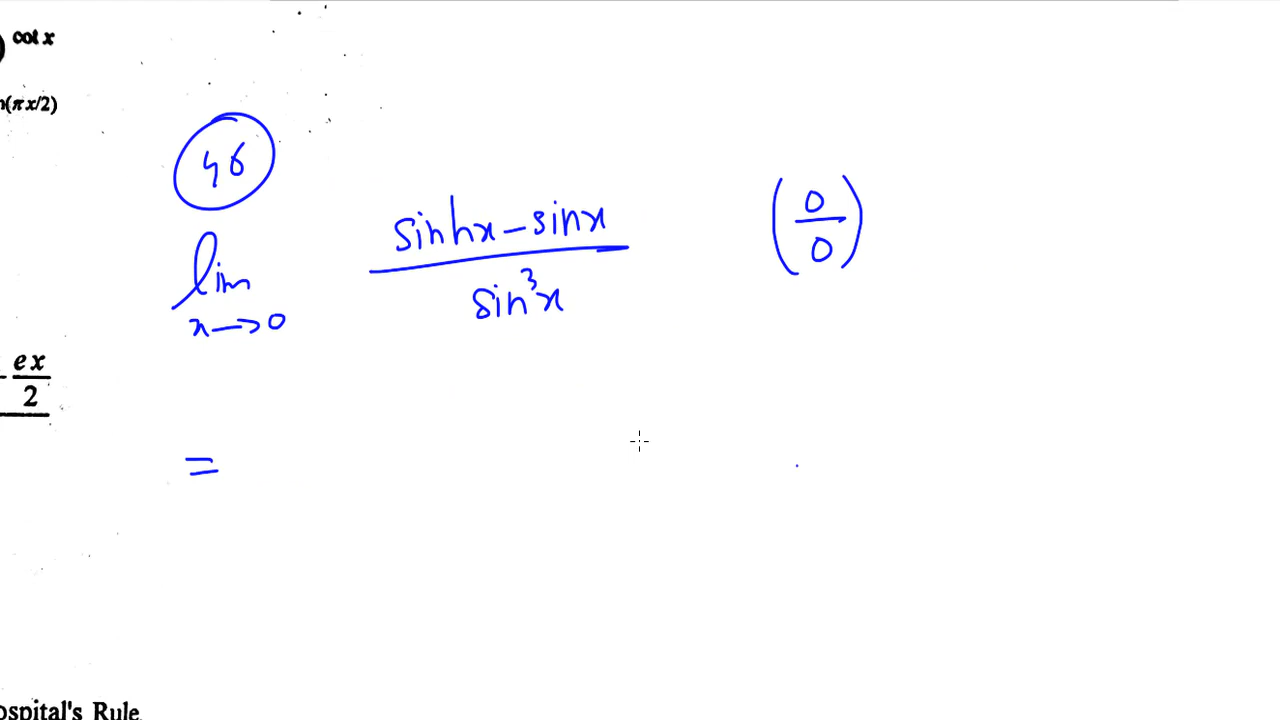 cot x
(πx/2)
46
lim x→0 (sinhx − sinx)/(sin³x) (0/0)
ex/2
=
ospital's Rule